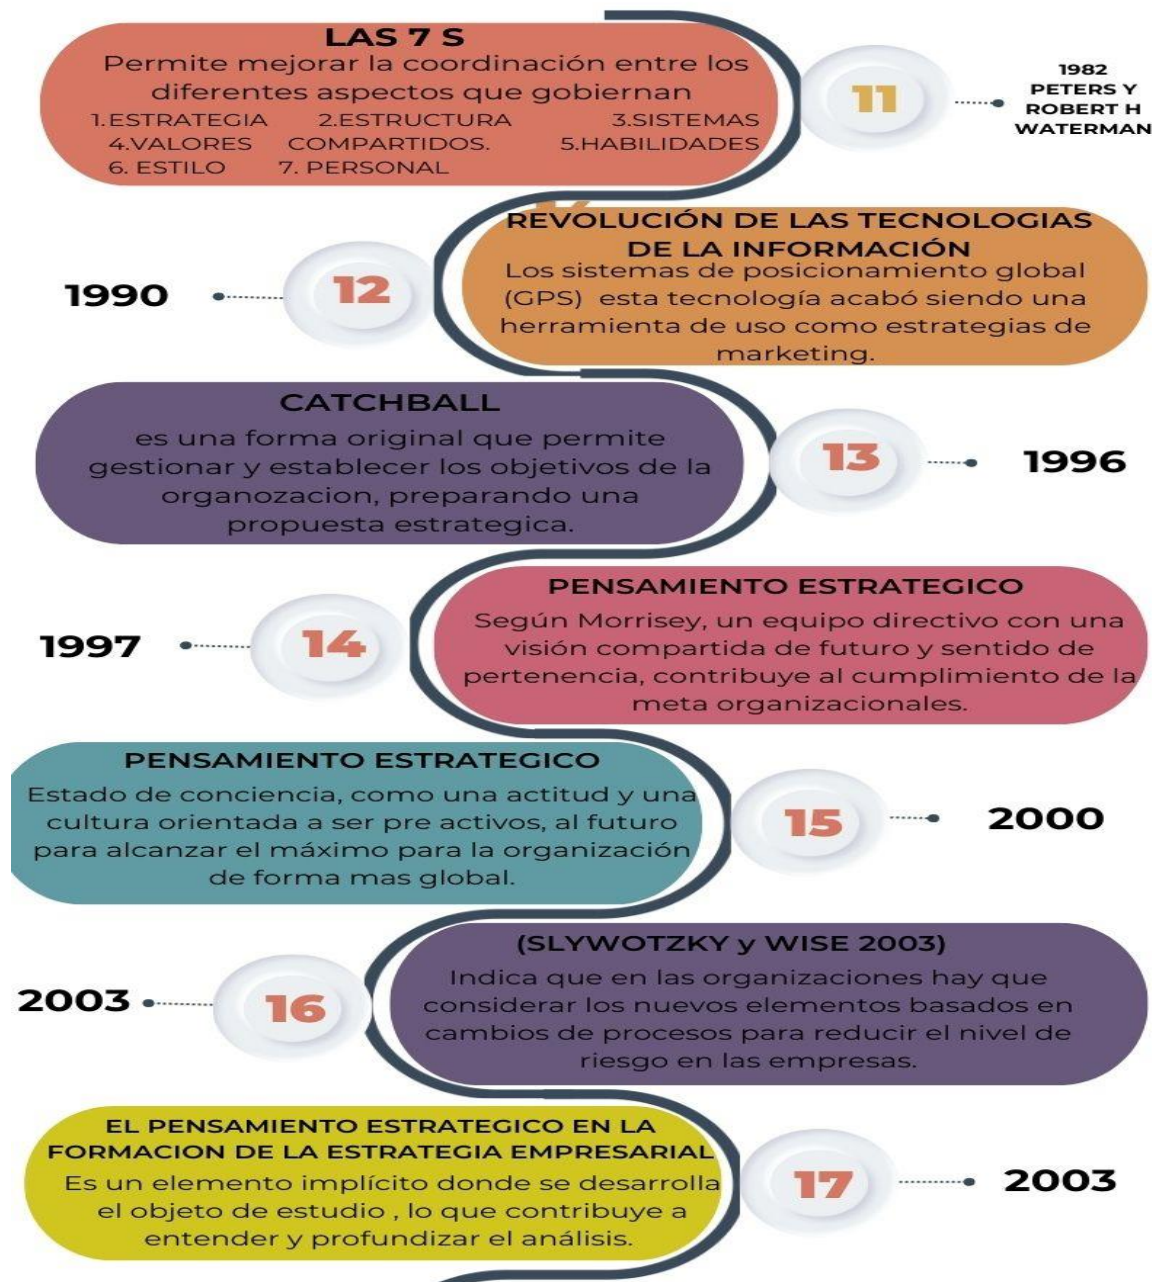 LAS 7 S
Permite mejorar la coordinación entre los
diferentes aspectos que gobiernan
1.ESTRATEGIA 2.ESTRUCTURA 3.SISTEMAS
4.VALORES COMPARTIDOS. 5.HABILIDADES
6. ESTILO 7. PERSONAL
11
1982
PETERS Y
ROBERT H
WATERMAN
REVOLUCIÓN DE LAS TECNOLOGIAS
DE LA INFORMACIÓN
Los sistemas de posicionamiento global
(GPS) esta tecnología acabó siendo una
herramienta de uso como estrategias de
marketing.
12
1990
CATCHBALL
es una forma original que permite
gestionar y establecer los objetivos de la
organozacion, preparando una
propuesta estrategica.
13
1996
PENSAMIENTO ESTRATEGICO
Según Morrisey, un equipo directivo con una
visión compartida de futuro y sentido de
pertenencia, contribuye al cumplimiento de la
meta organizacionales.
14
1997
PENSAMIENTO ESTRATEGICO
Estado de conciencia, como una actitud y una
cultura orientada a ser pre activos, al futuro
para alcanzar el máximo para la organización
de forma mas global.
15
2000
(SLYWOTZKY y WISE 2003)
Indica que en las organizaciones hay que
considerar los nuevos elementos basados en
cambios de procesos para reducir el nivel de
riesgo en las empresas.
16
2003
EL PENSAMIENTO ESTRATEGICO EN LA
FORMACION DE LA ESTRATEGIA EMPRESARIAL
Es un elemento implícito donde se desarrolla
el objeto de estudio , lo que contribuye a
entender y profundizar el análisis.
17
2003